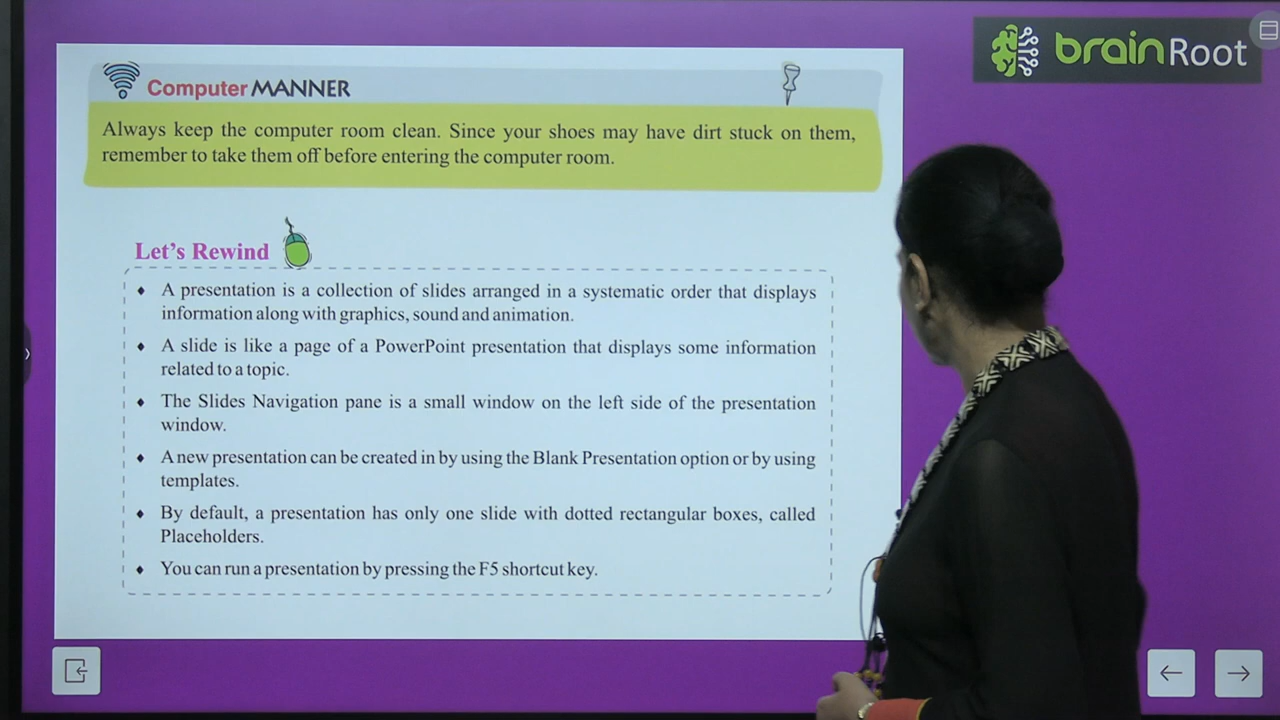 brainRoot
Computer MANNER
Always keep the computer room clean. Since your shoes may have dirt stuck on them,
remember to take them off before entering the computer room.
Let's Rewind
♦ A presentation is a collection of slides arranged in a systematic order that displays
information along with graphics, sound and animation.
♦ A slide is like a page of a PowerPoint presentation that displays some information
related to a topic.
♦ The Slides Navigation pane is a small window on the left side of the presentation
window.
♦ A new presentation can be created in by using the Blank Presentation option or by using
templates.
♦ By default, a presentation has only one slide with dotted rectangular boxes, called
Placeholders.
♦ You can run a presentation by pressing the F5 shortcut key.